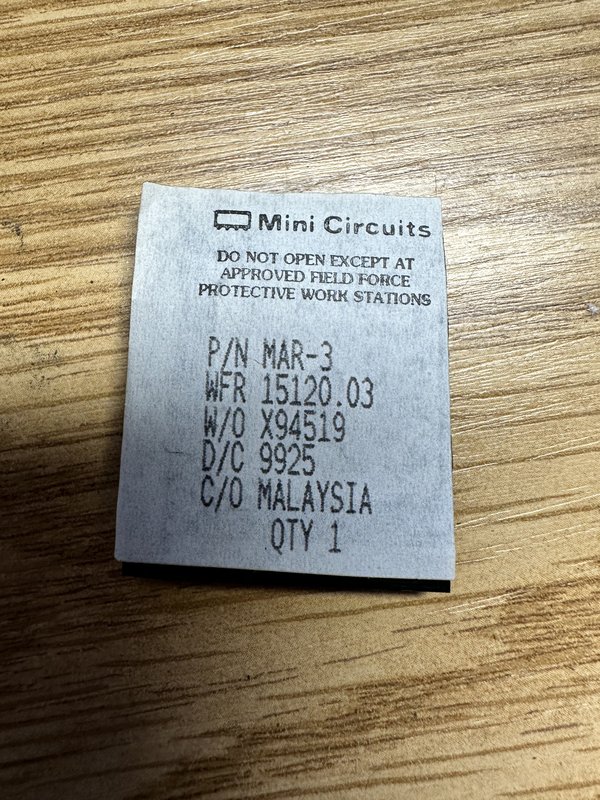 Mini Circuits
DO NOT OPEN EXCEPT AT
APPROVED FIELD FORCE
PROTECTIVE WORK STATIONS
P/N MAR-3
WFR 15120.03
W/O X94519
D/C 9925
C/O MALAYSIA
QTY 1